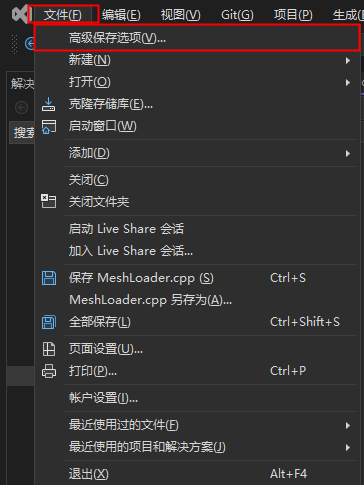 文件(F) 编辑(E) 视图(V) Git(G) 项目(P) 生成(
高级保存选项(V)...
新建(N)
打开(O)
克隆存储库(E)...
启动窗口(W)
添加(D)
关闭(C)
关闭文件夹
启动 Live Share 会话
加入 Live Share 会话...
保存 MeshLoader.cpp (S) Ctrl+S
MeshLoader.cpp 另存为(A)...
全部保存(L) Ctrl+Shift+S
页面设置(U)...
打印(P)... Ctrl+P
帐户设置(I)...
最近使用过的文件(F)
最近使用的项目和解决方案(J)
退出(X) Alt+F4
解决
搜索